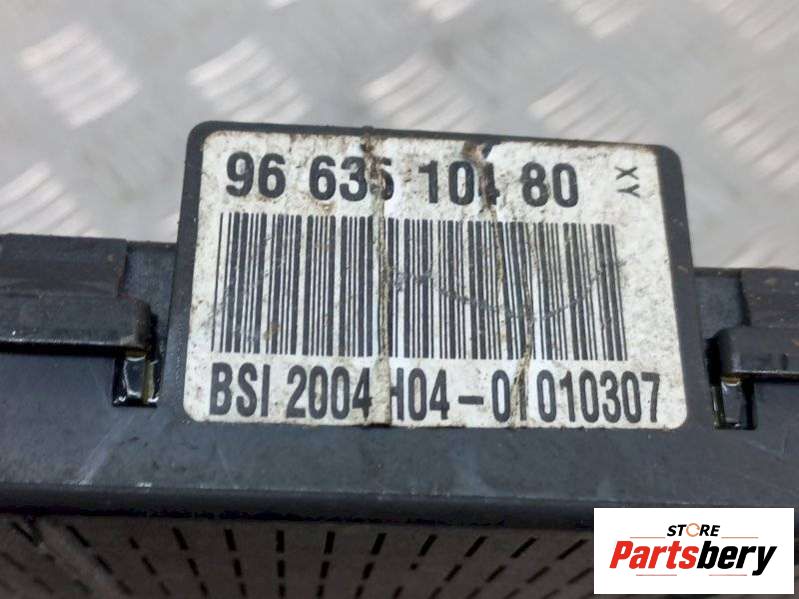 96 635 104 80
XY
BSI 2004 H04-01010307
STORE
Partsbery